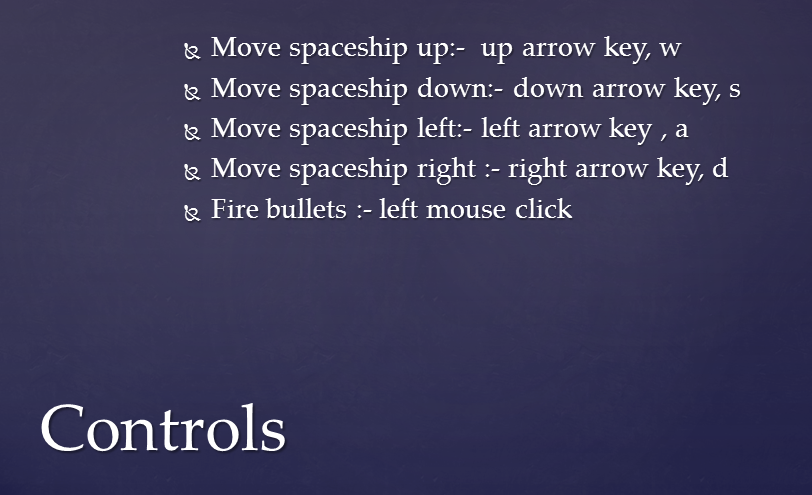 Move spaceship up:-  up arrow key, w
Move spaceship down:- down arrow key, s
Move spaceship left:- left arrow key , a
Move spaceship right :- right arrow key, d
Fire bullets :- left mouse click
Controls